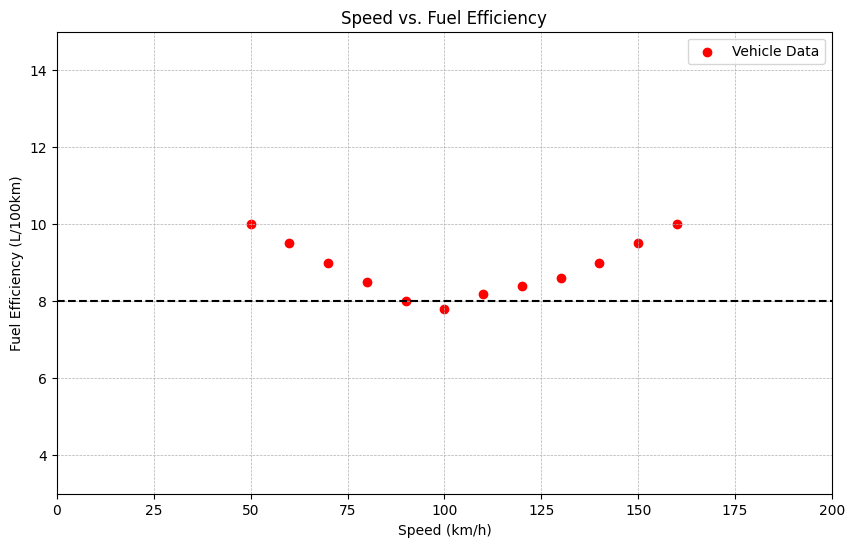 Speed vs. Fuel Efficiency
Vehicle Data
Fuel Efficiency (L/100km)
14
12
10
8
6
4
0 25 50 75 100 125 150 175 200
Speed (km/h)